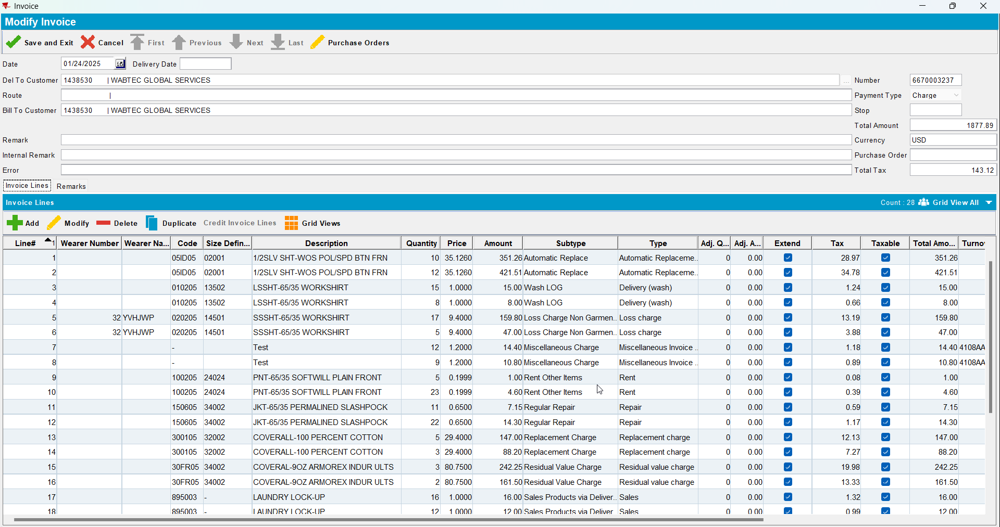 Invoice
Modify Invoice
Save and Exit Cancel First Previous Next Last Purchase Orders
Date 01/24/2025 Delivery Date
Del To Customer 1438530 | WABTEC GLOBAL SERVICES ... Number 6670003237
Route | Payment Type Charge
Bill To Customer 1438530 | WABTEC GLOBAL SERVICES Stop
Total Amount 1877.89
Remark Currency USD
Internal Remark Purchase Order
Error Total Tax 143.12
Invoice Lines Remarks
Invoice Lines Count : 28 Grid View All
Add Modify Delete Duplicate Credit Invoice Lines Grid Views
Line# 1 Wearer Number Wearer Na... Code Size Defin... Description Quantity Price Amount Subtype Type Adj. Q... Adj. A... Extend Tax Taxable Total Amo... Turno
1 05ID05 02001 1/2SLV SHT-WOS POL/SPD BTN FRN 10 35.1260 351.26 Automatic Replace Automatic Replaceme.. 0 0.00 28.97 351.26
2 05ID05 02001 1/2SLV SHT-WOS POL/SPD BTN FRN 12 35.1260 421.51 Automatic Replace Automatic Replaceme.. 0 0.00 34.78 421.51
3 010205 13502 LSSHT-65/35 WORKSHIRT 15 1.0000 15.00 Wash LOG Delivery (wash) 0 0.00 1.24 15.00
4 010205 13502 LSSHT-65/35 WORKSHIRT 8 1.0000 8.00 Wash LOG Delivery (wash) 0 0.00 0.66 8.00
5 32 YVHJWP 020205 14501 SSSHT-65/35 WORKSHIRT 17 9.4000 159.80 Loss Charge Non Garmen.. Loss charge 0 0.00 13.19 159.80
6 32 YVHJWP 020205 14501 SSSHT-65/35 WORKSHIRT 5 9.4000 47.00 Loss Charge Non Garmen.. Loss charge 0 0.00 3.88 47.00
7 - Test 12 1.2000 14.40 Miscellaneous Charge Miscellaneous Invoice .. 0 0.00 1.18 14.40 4108AA
8 - Test 9 1.2000 10.80 Miscellaneous Charge Miscellaneous Invoice .. 0 0.00 0.89 10.80 4108AA
9 100205 24024 PNT-65/35 SOFTWILL PLAIN FRONT 5 0.1999 1.00 Rent Other Items Rent 0 0.00 0.08 1.00
10 100205 24024 PNT-65/35 SOFTWILL PLAIN FRONT 23 0.1999 4.60 Rent Other Items Rent 0 0.00 0.39 4.60
11 150605 34002 JKT-65/35 PERMALINED SLASHPOCK 11 0.6500 7.15 Regular Repair Repair 0 0.00 0.59 7.15
12 150605 34002 JKT-65/35 PERMALINED SLASHPOCK 22 0.6500 14.30 Regular Repair Repair 0 0.00 1.17 14.30
13 300105 32002 COVERALL-100 PERCENT COTTON 5 29.4000 147.00 Replacement Charge Replacement charge 0 0.00 12.13 147.00
14 300105 32002 COVERALL-100 PERCENT COTTON 3 29.4000 88.20 Replacement Charge Replacement charge 0 0.00 7.27 88.20
15 30FR05 34002 COVERAL-9OZ ARMOREX INDUR ULTS 3 80.7500 242.25 Residual Value Charge Residual value charge 0 0.00 19.98 242.25
16 30FR05 34002 COVERAL-9OZ ARMOREX INDUR ULTS 2 80.7500 161.50 Residual Value Charge Residual value charge 0 0.00 13.33 161.50
17 895003 - LAUNDRY LOCK-UP 16 1.0000 16.00 Sales Products via Deliver.. Sales 0 0.00 1.32 16.00
18 895003 - LAUNDRY LOCK-UP 12 1.0000 12.00 Sales Products via Deliver Sales 0 0.00 0.99 12.00